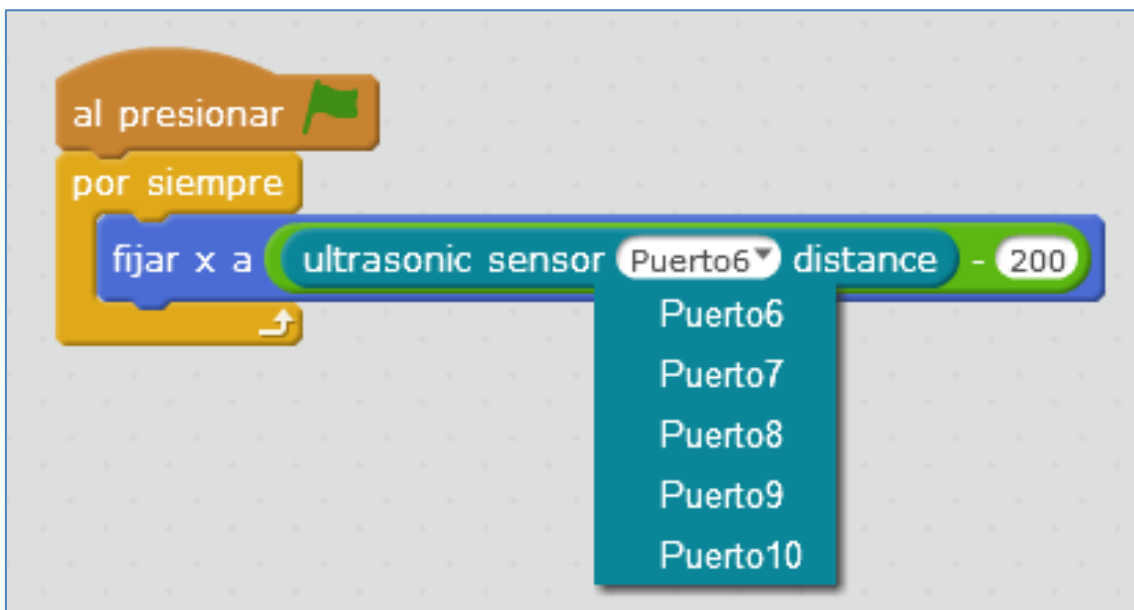 al presionar
por siempre
fijar x a ultrasonic sensor Puerto6 distance - 200
Puerto6
Puerto7
Puerto8
Puerto9
Puerto10